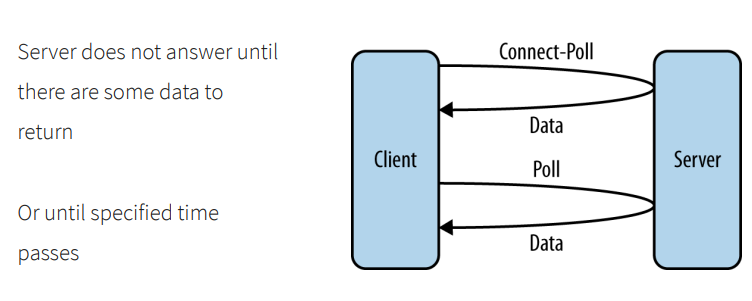 Server does not answer until
there are some data to
return
Or until specified time
passes
Connect-Poll
Data
Client
Poll
Server
Data